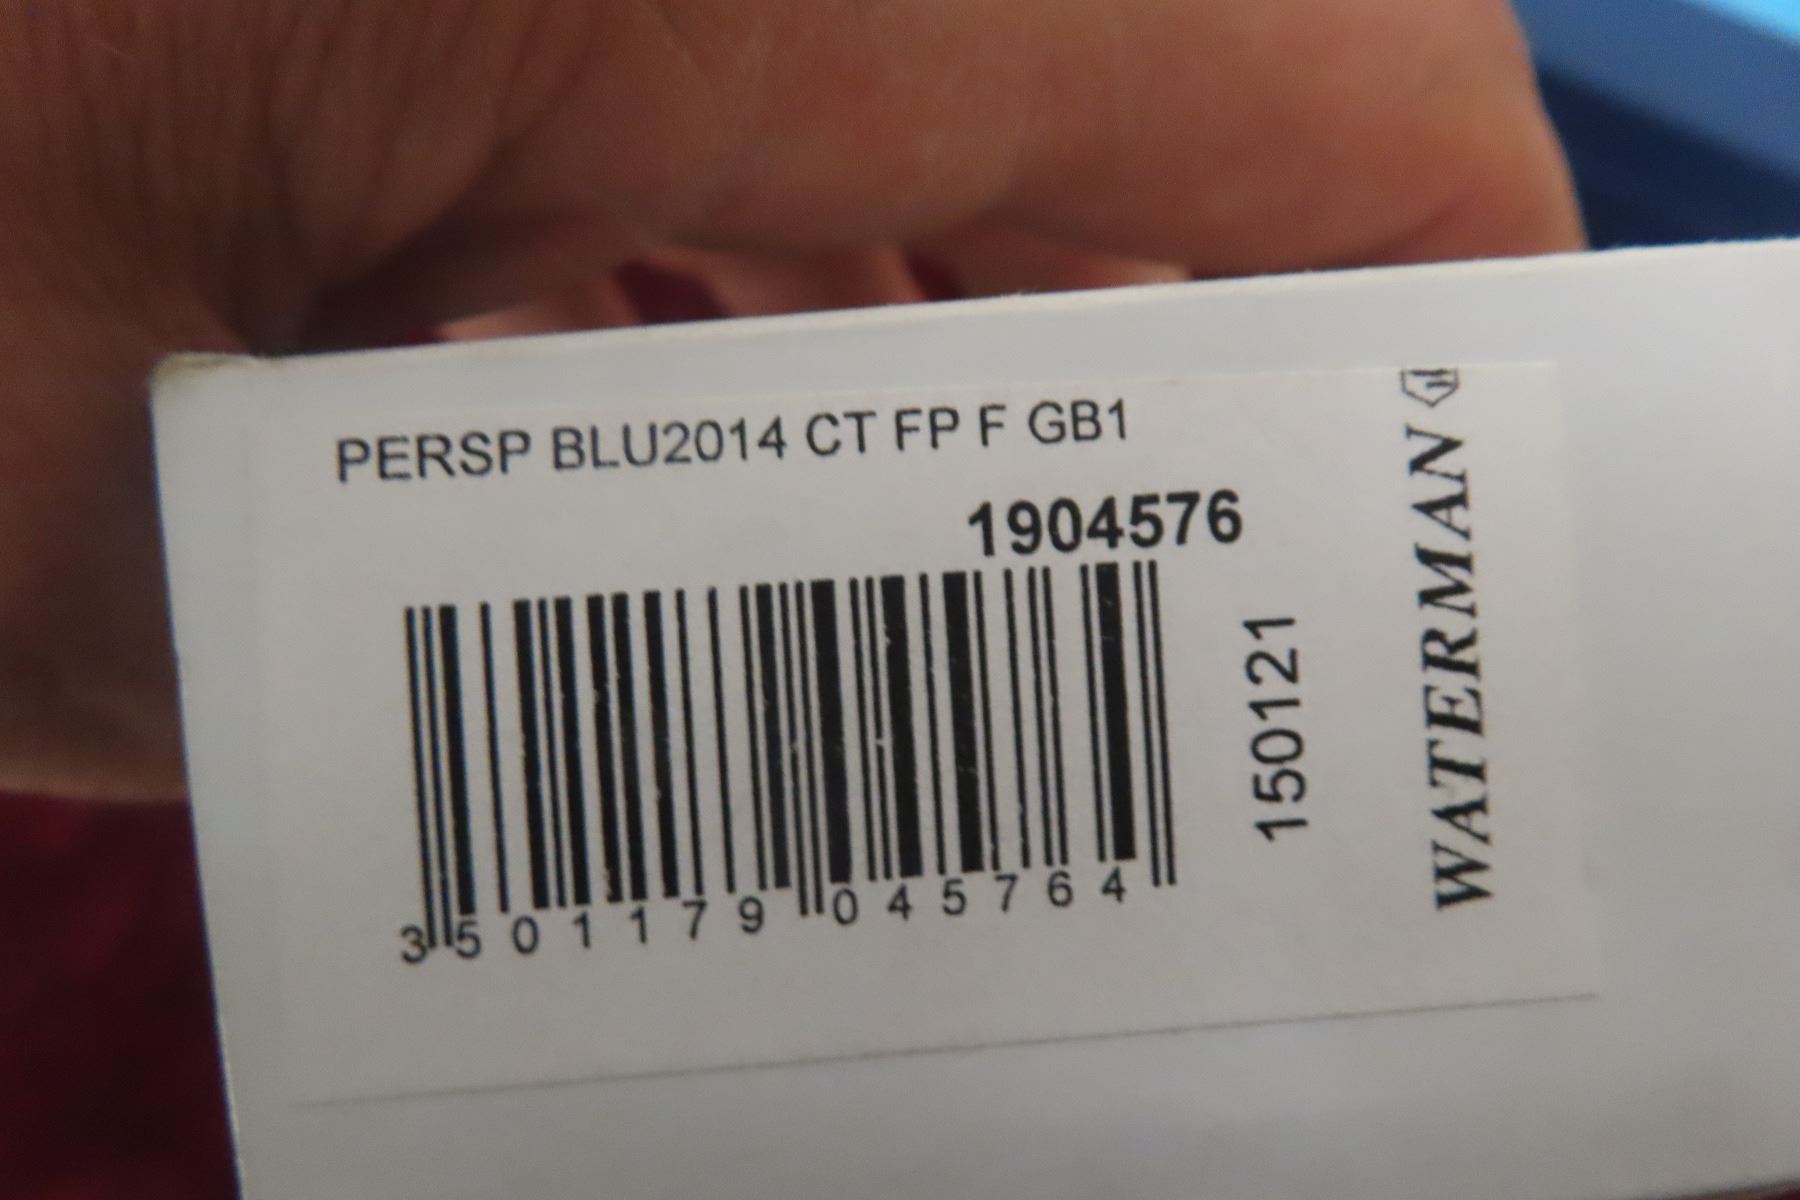 PERSP BLU2014 CT FP F GB1
1904576
3 501179 045764
150121
WATERMAN